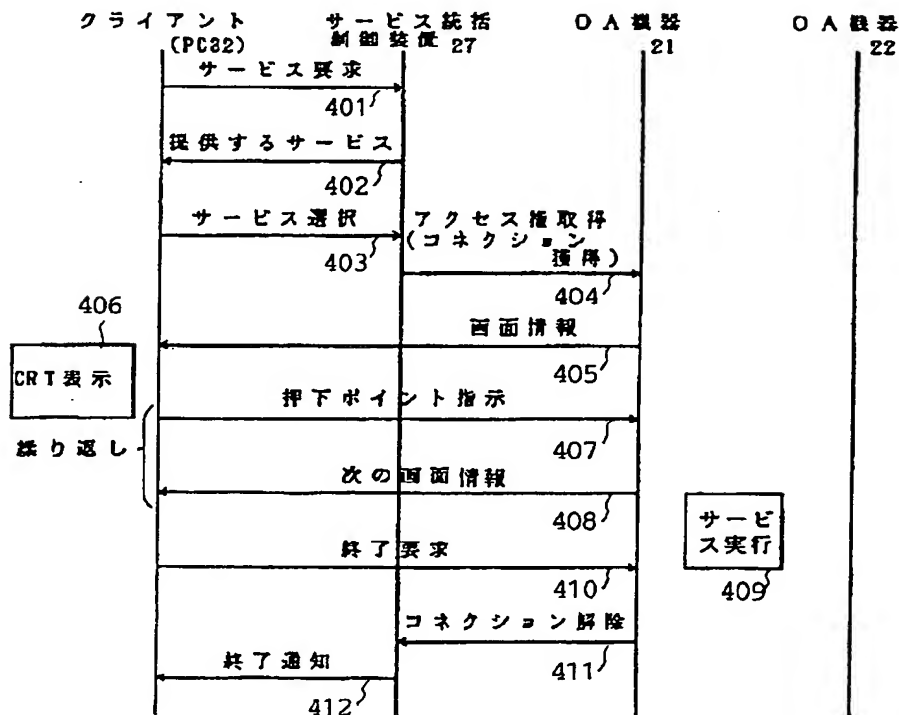 クライアント
(PC32)
サービス統括
制御装置 27
OA機器
21
OA機器
22
サービス要求
401
提供するサービス
402
サービス選択
403
アクセス権取得
(コネクション
獲得)
404
画面情報
405
406
CRT表示
押下ポイント指示
407
繰り返し
次の画面情報
408
サービ
ス実行
409
終了要求
410
コネクション解除
411
終了通知
412